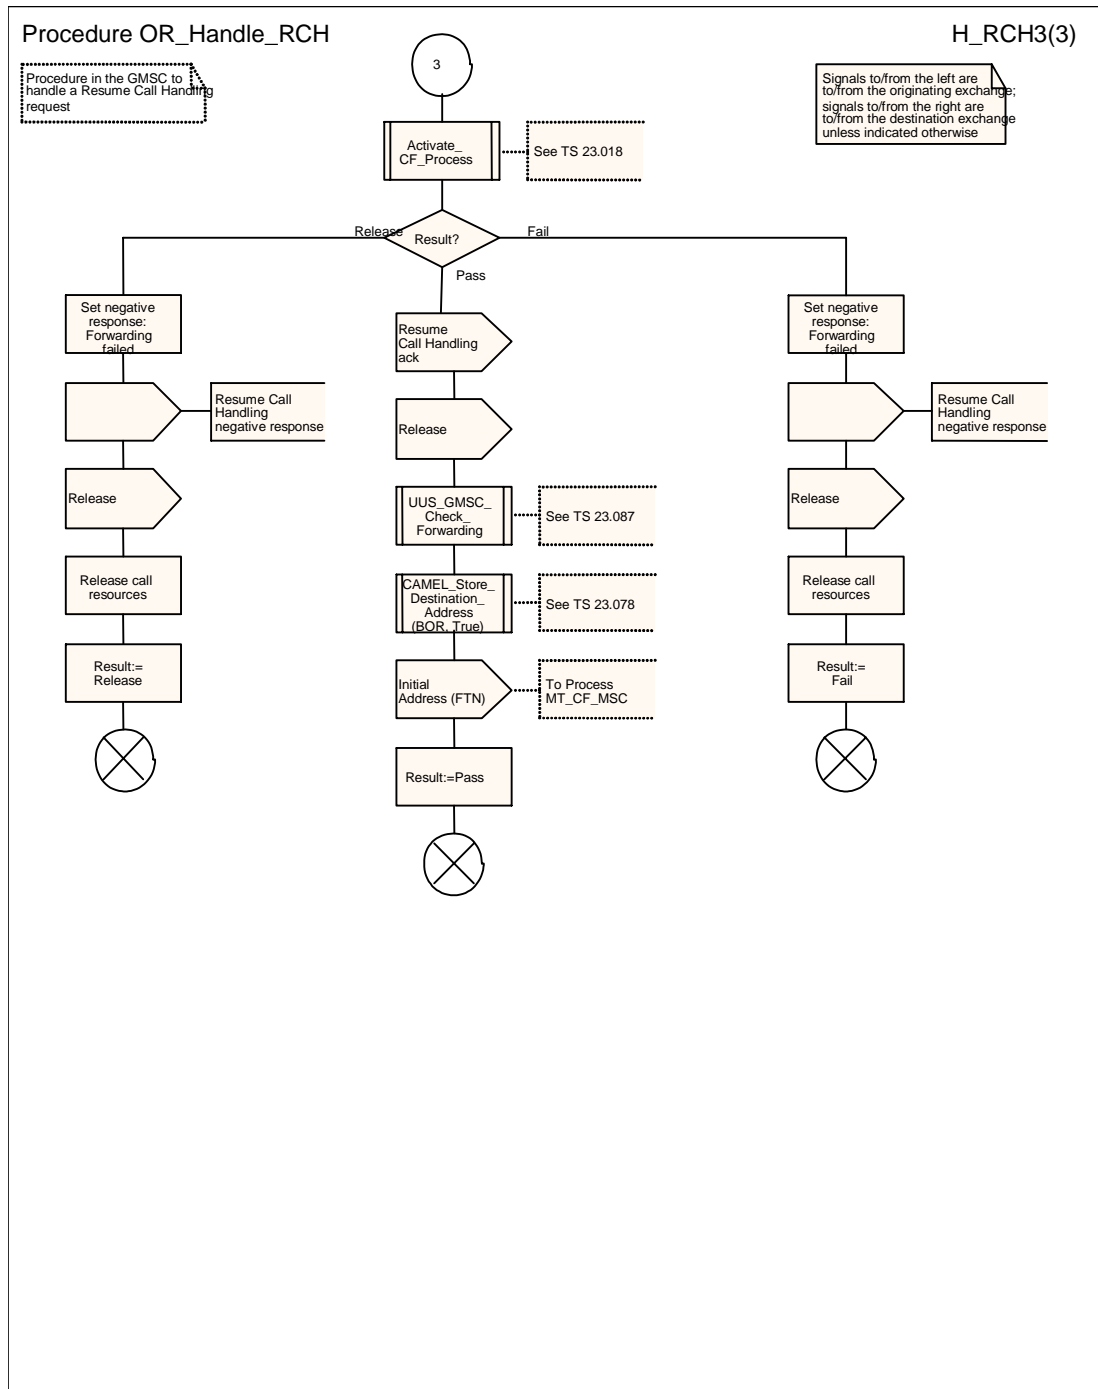 Procedure OR_Handle_RCH
H_RCH3(3)
Procedure in the GMSC to
handle a Resume Call Handling
request
3
Signals to/from the left are
to/from the originating exchange;
signals to/from the right are
to/from the destination exchange
unless indicated otherwise
Activate_
CF_Process
See TS 23.018
Release
Result?
Fail
Pass
Set negative
response:
Forwarding
failed
Resume Call
Handling
negative response
Release
Release call
resources
Result:=
Release
Resume
Call Handling
ack
Release
UUS_GMSC_
Check_
Forwarding
See TS 23.087
CAMEL_Store_
Destination_
Address
(BOR, True)
See TS 23.078
Initial
Address (FTN)
To Process
MT_CF_MSC
Result:=Pass
Set negative
response:
Forwarding
failed
Resume Call
Handling
negative response
Release
Release call
resources
Result:=
Fail